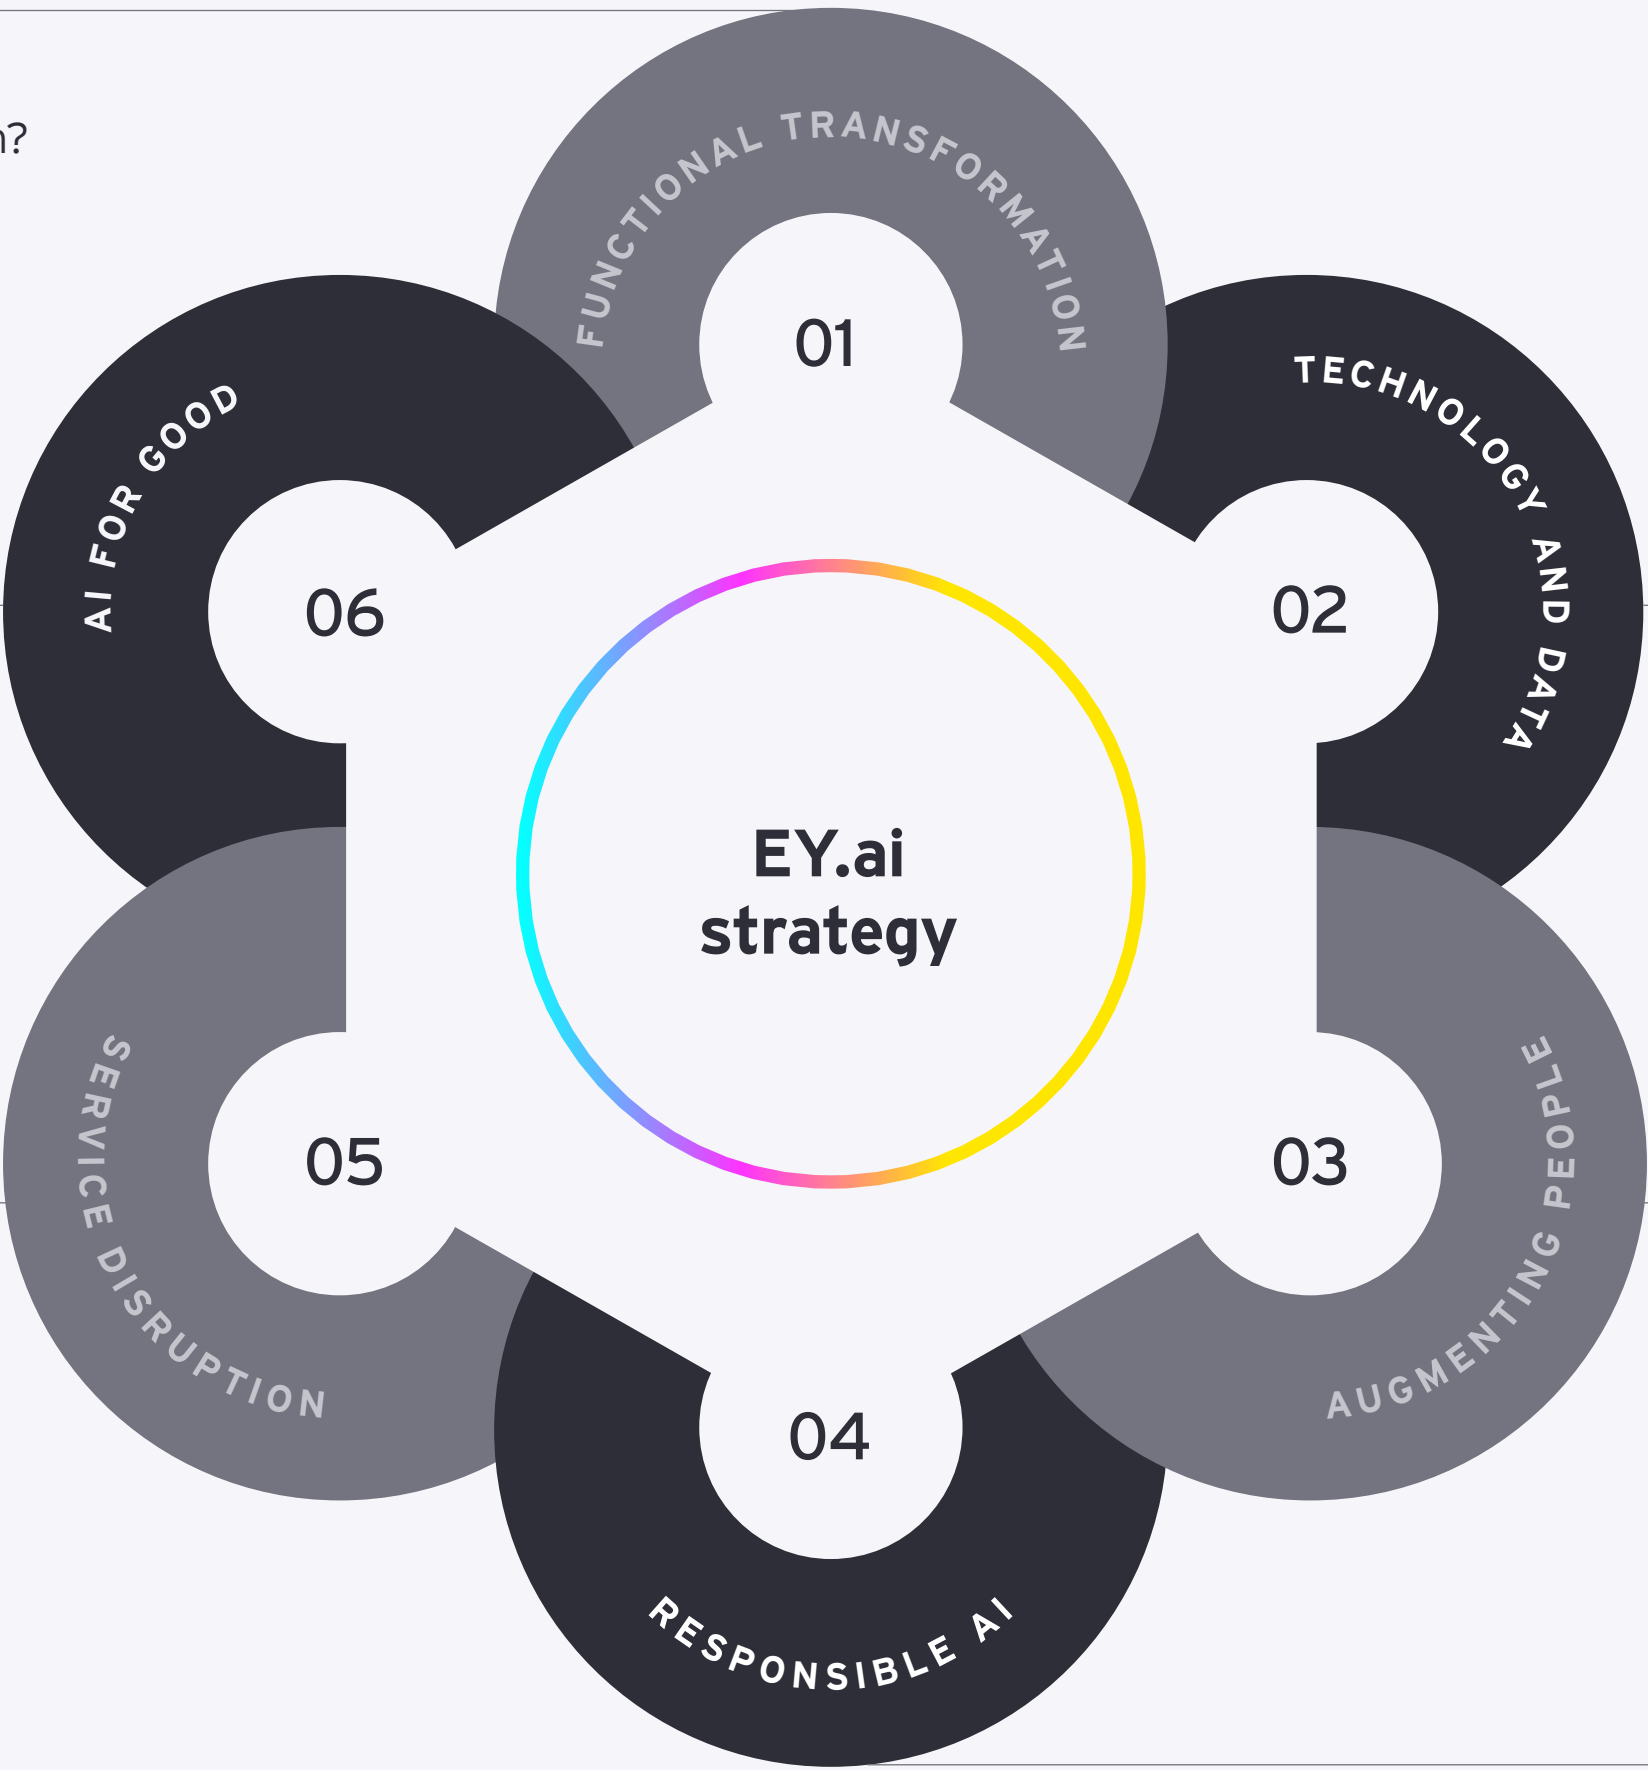 FUNCTIONAL TRANSFORMATION
01
TECHNOLOGY AND DATA
02
AUGMENTING PEOPLE
03
RESPONSIBLE AI
04
SERVICE DISRUPTION
05
AI FOR GOOD
06
EY.ai
strategy